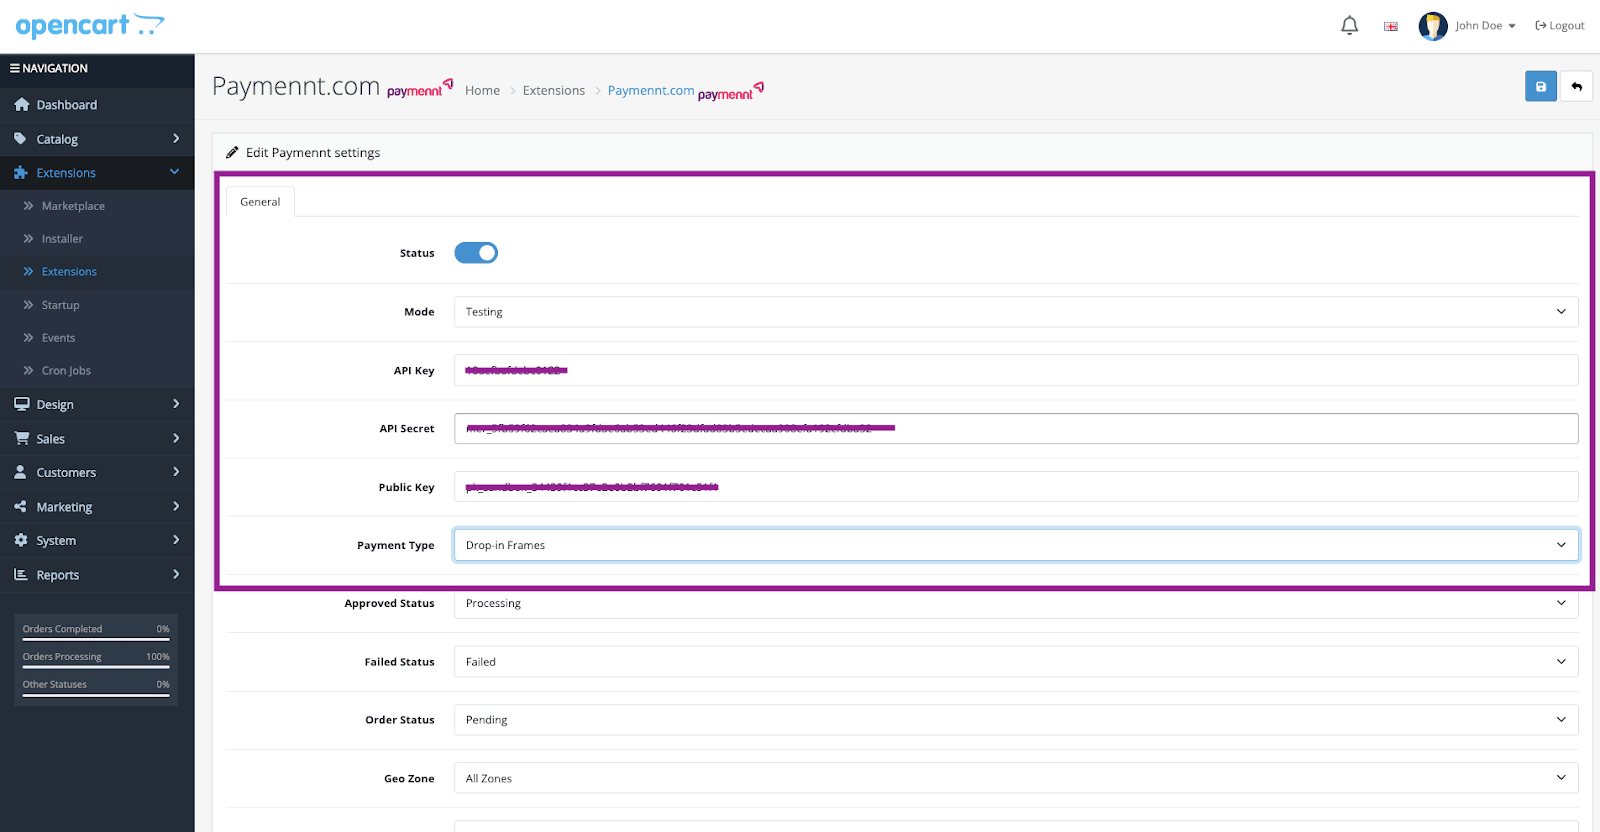 opencart
John Doe
Logout
NAVIGATION
Dashboard
Catalog
Extensions
Marketplace
Installer
Extensions
Startup
Events
Cron Jobs
Design
Sales
Customers
Marketing
System
Reports
Orders Completed 0%
Orders Processing 100%
Other Statuses 0%
Paymennt.com paymennt Home Extensions Paymennt.com paymennt
Edit Paymennt settings
General
Status
Mode Testing
API Key
API Secret
Public Key
Payment Type Drop-in Frames
Approved Status Processing
Failed Status Failed
Order Status Pending
Geo Zone All Zones